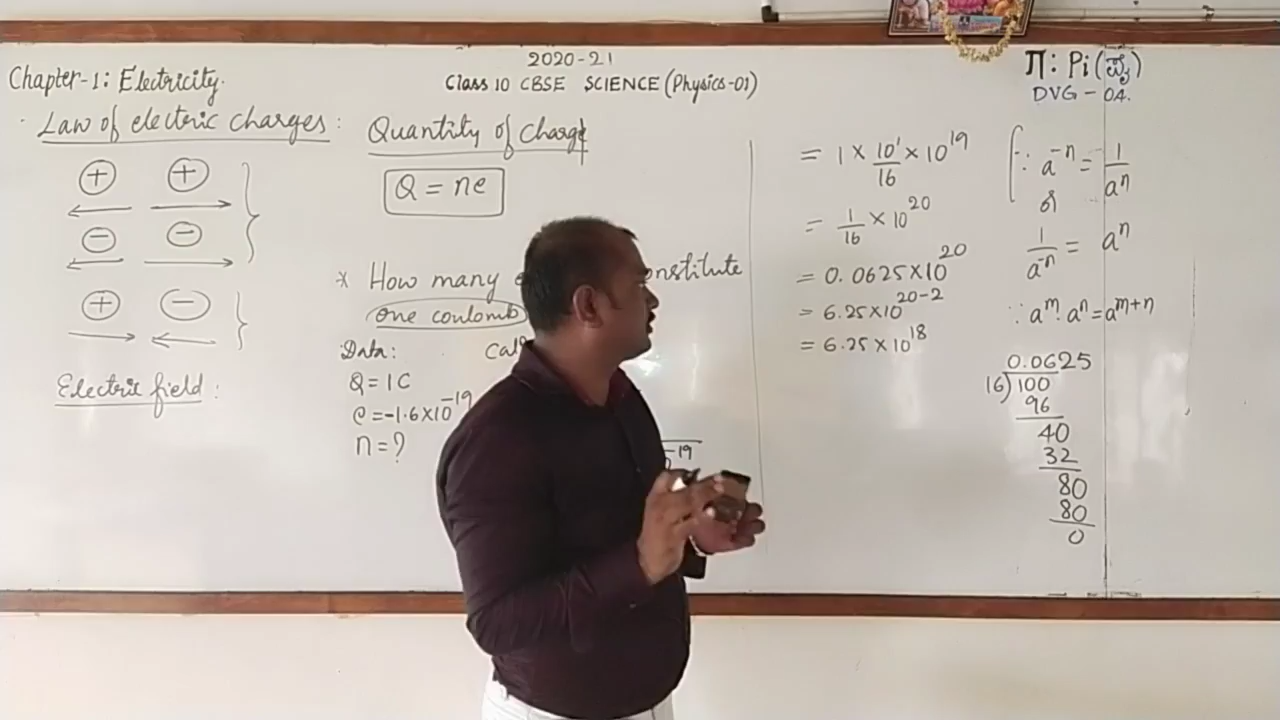 2020-21
Chapter-1: Electricity.
Class 10 CBSE SCIENCE (Physics-01)
Π: Pi (ಪೈ)
DVG - 04.
Law of electric charges:
+ +
- -
+ -
Electric field:
Quantity of Charge
Q = ne
* How many constitute
one coulomb
Data:
Q = 1C
e = -1.6×10⁻¹⁹
n = ?
Cal
⁻¹⁹
= 1 × 10¹/16 × 10¹⁹
= 1/16 × 10²⁰
= 0.0625×10²⁰
= 6.25×10²⁰⁻²
= 6.25×10¹⁸
∵ a⁻ⁿ = 1/aⁿ
or
1/a⁻ⁿ = aⁿ
∵ aᵐ. aⁿ = aᵐ⁺ⁿ
0.0625
16)100
96
40
32
80
80
0